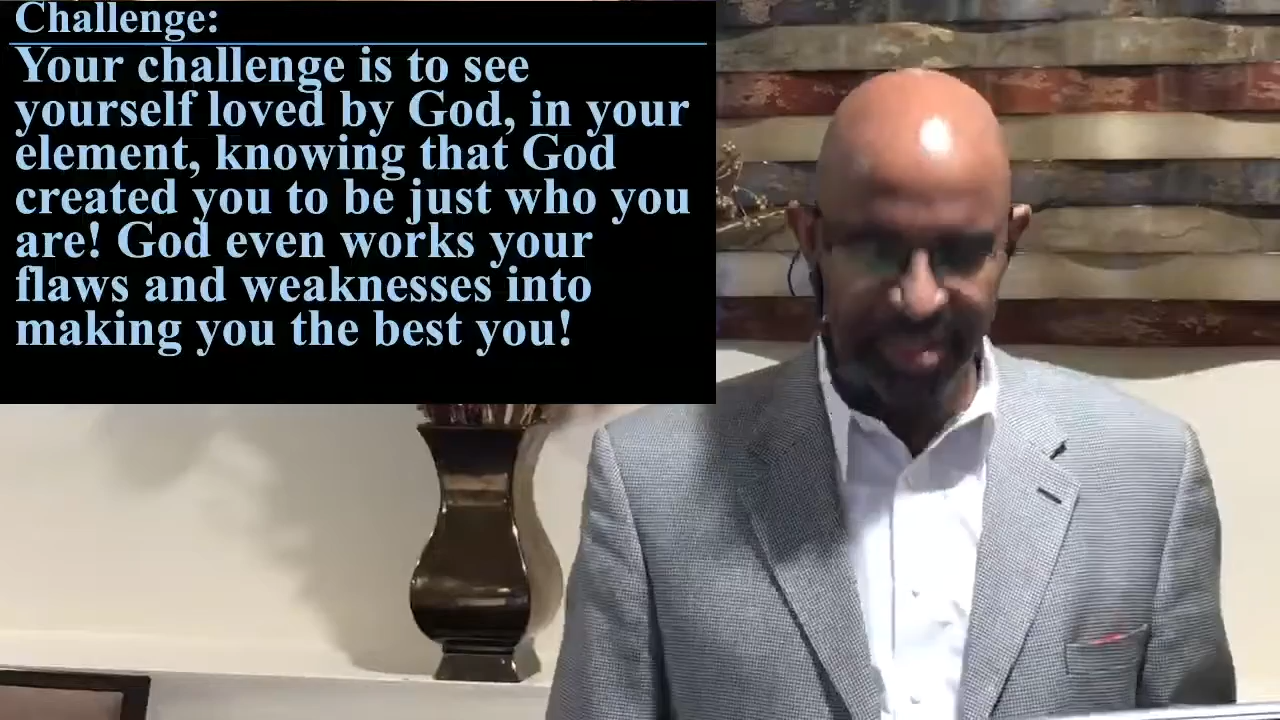 Challenge:
Your challenge is to see
yourself loved by God, in your
element, knowing that God
created you to be just who you
are! God even works your
flaws and weaknesses into
making you the best you!